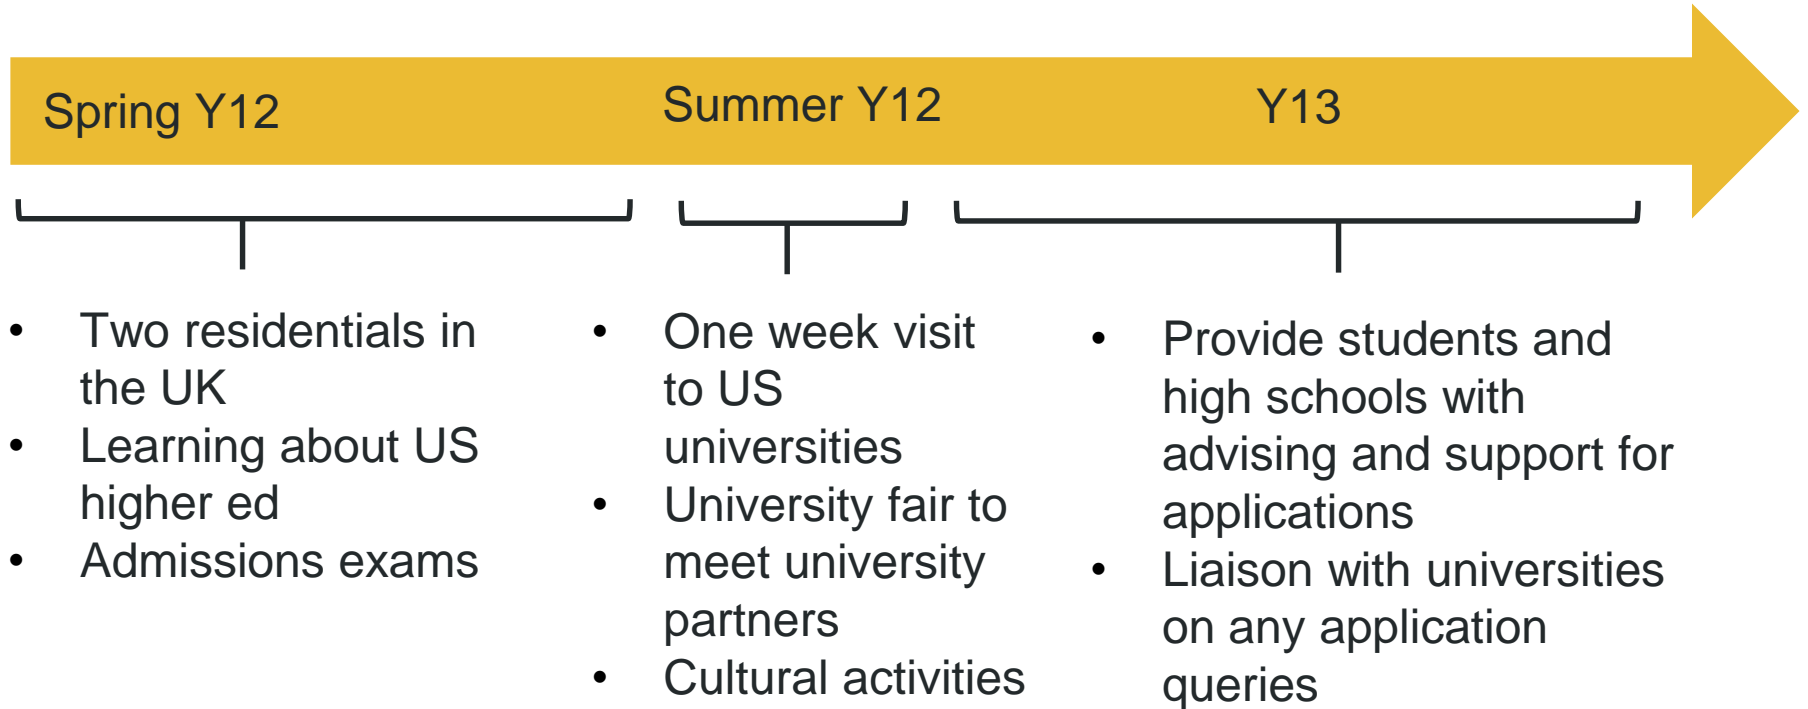 Spring Y12
Summer Y12
Y13
• Two residentials in
the UK
• Learning about US
higher ed
• Admissions exams
• One week visit
to US
universities
• University fair to
meet university
partners
• Cultural activities
• Provide students and
high schools with
advising and support for
applications
• Liaison with universities
on any application
queries